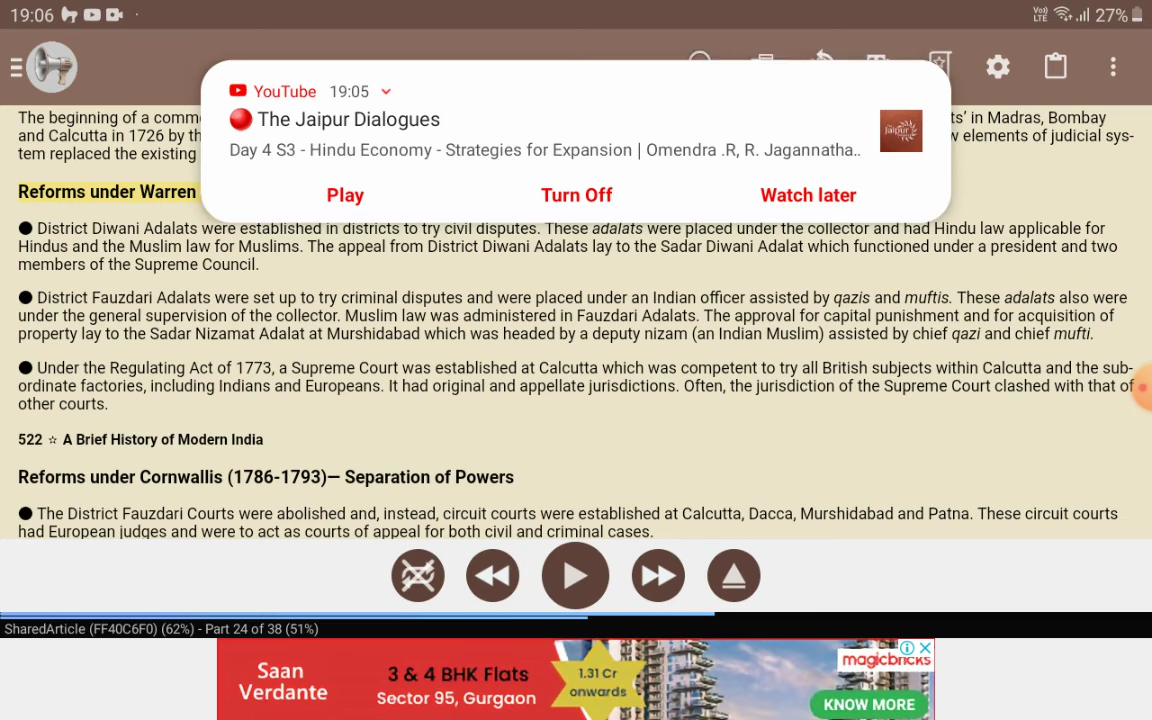 19:06
Vo)) LTE 27%
YouTube 19:05
The Jaipur Dialogues
Day 4 S3 - Hindu Economy - Strategies for Expansion | Omendra .R, R. Jagannatha..
Play Turn Off Watch later
The beginning of a comm ts’ in Madras, Bombay
and Calcutta in 1726 by th w elements of judicial sys-
tem replaced the existing
Reforms under Warren
● District Diwani Adalats were established in districts to try civil disputes. These adalats were placed under the collector and had Hindu law applicable for
Hindus and the Muslim law for Muslims. The appeal from District Diwani Adalats lay to the Sadar Diwani Adalat which functioned under a president and two
members of the Supreme Council.
● District Fauzdari Adalats were set up to try criminal disputes and were placed under an Indian officer assisted by qazis and muftis. These adalats also were
under the general supervision of the collector. Muslim law was administered in Fauzdari Adalats. The approval for capital punishment and for acquisition of
property lay to the Sadar Nizamat Adalat at Murshidabad which was headed by a deputy nizam (an Indian Muslim) assisted by chief qazi and chief mufti.
● Under the Regulating Act of 1773, a Supreme Court was established at Calcutta which was competent to try all British subjects within Calcutta and the sub-
ordinate factories, including Indians and Europeans. It had original and appellate jurisdictions. Often, the jurisdiction of the Supreme Court clashed with that of
other courts.
522 ☆ A Brief History of Modern India
Reforms under Cornwallis (1786-1793)— Separation of Powers
● The District Fauzdari Courts were abolished and, instead, circuit courts were established at Calcutta, Dacca, Murshidabad and Patna. These circuit courts
had European judges and were to act as courts of appeal for both civil and criminal cases.
SharedArticle (FF40C6F0) (62%) - Part 24 of 38 (51%)
Saan Verdante
3 & 4 BHK Flats
Sector 95, Gurgaon
1.31 Cr
onwards
magicbricks
KNOW MORE